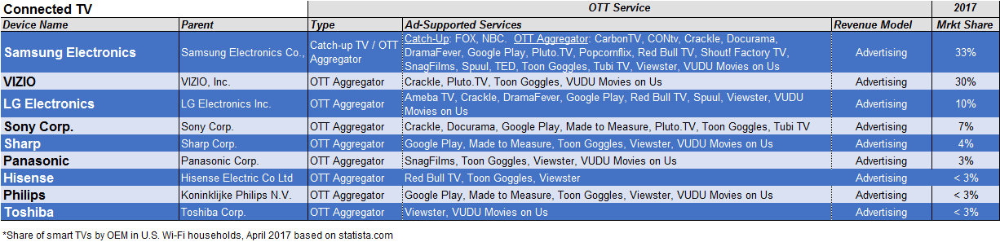 Connected TV OTT Service 2017
Device Name Parent Type Ad-Supported Services Revenue Model Mrkt Share
Samsung Electronics Samsung Electronics Co., Catch-up TV / OTT Aggregator Catch-Up: FOX, NBC. OTT Aggregator: CarbonTV, CONtv, Crackle, Docurama,
DramaFever, Google Play, Pluto.TV, Popcornflix, Red Bull TV, Shout! Factory TV,
SnagFilms, Spuul, TED, Toon Goggles, Tubi TV, Viewster, VUDU Movies on Us Advertising 33%
VIZIO VIZIO, Inc. OTT Aggregator Crackle, Pluto.TV, Toon Goggles, VUDU Movies on Us Advertising 30%
LG Electronics LG Electronics Inc. OTT Aggregator Ameba TV, Crackle, DramaFever, Google Play, Red Bull TV, Spuul, Viewster, VUDU
Movies on Us Advertising 10%
Sony Corp. Sony Corp. OTT Aggregator Crackle, Docurama, Google Play, Made to Measure, Pluto.TV, Toon Goggles, Tubi TV Advertising 7%
Sharp Sharp Corp. OTT Aggregator Google Play, Made to Measure, Toon Goggles, Viewster, VUDU Movies on Us Advertising 4%
Panasonic Panasonic Corp. OTT Aggregator SnagFilms, Toon Goggles, Viewster, VUDU Movies on Us Advertising 3%
Hisense Hisense Electric Co Ltd OTT Aggregator Red Bull TV, Toon Goggles, Viewster Advertising < 3%
Philips Koninklijke Philips N.V. OTT Aggregator Google Play, Made to Measure, Toon Goggles, Viewster, VUDU Movies on Us Advertising < 3%
Toshiba Toshiba Corp. OTT Aggregator Viewster, VUDU Movies on Us Advertising < 3%
*Share of smart TVs by OEM in U.S. Wi-Fi households, April 2017 based on statista.com